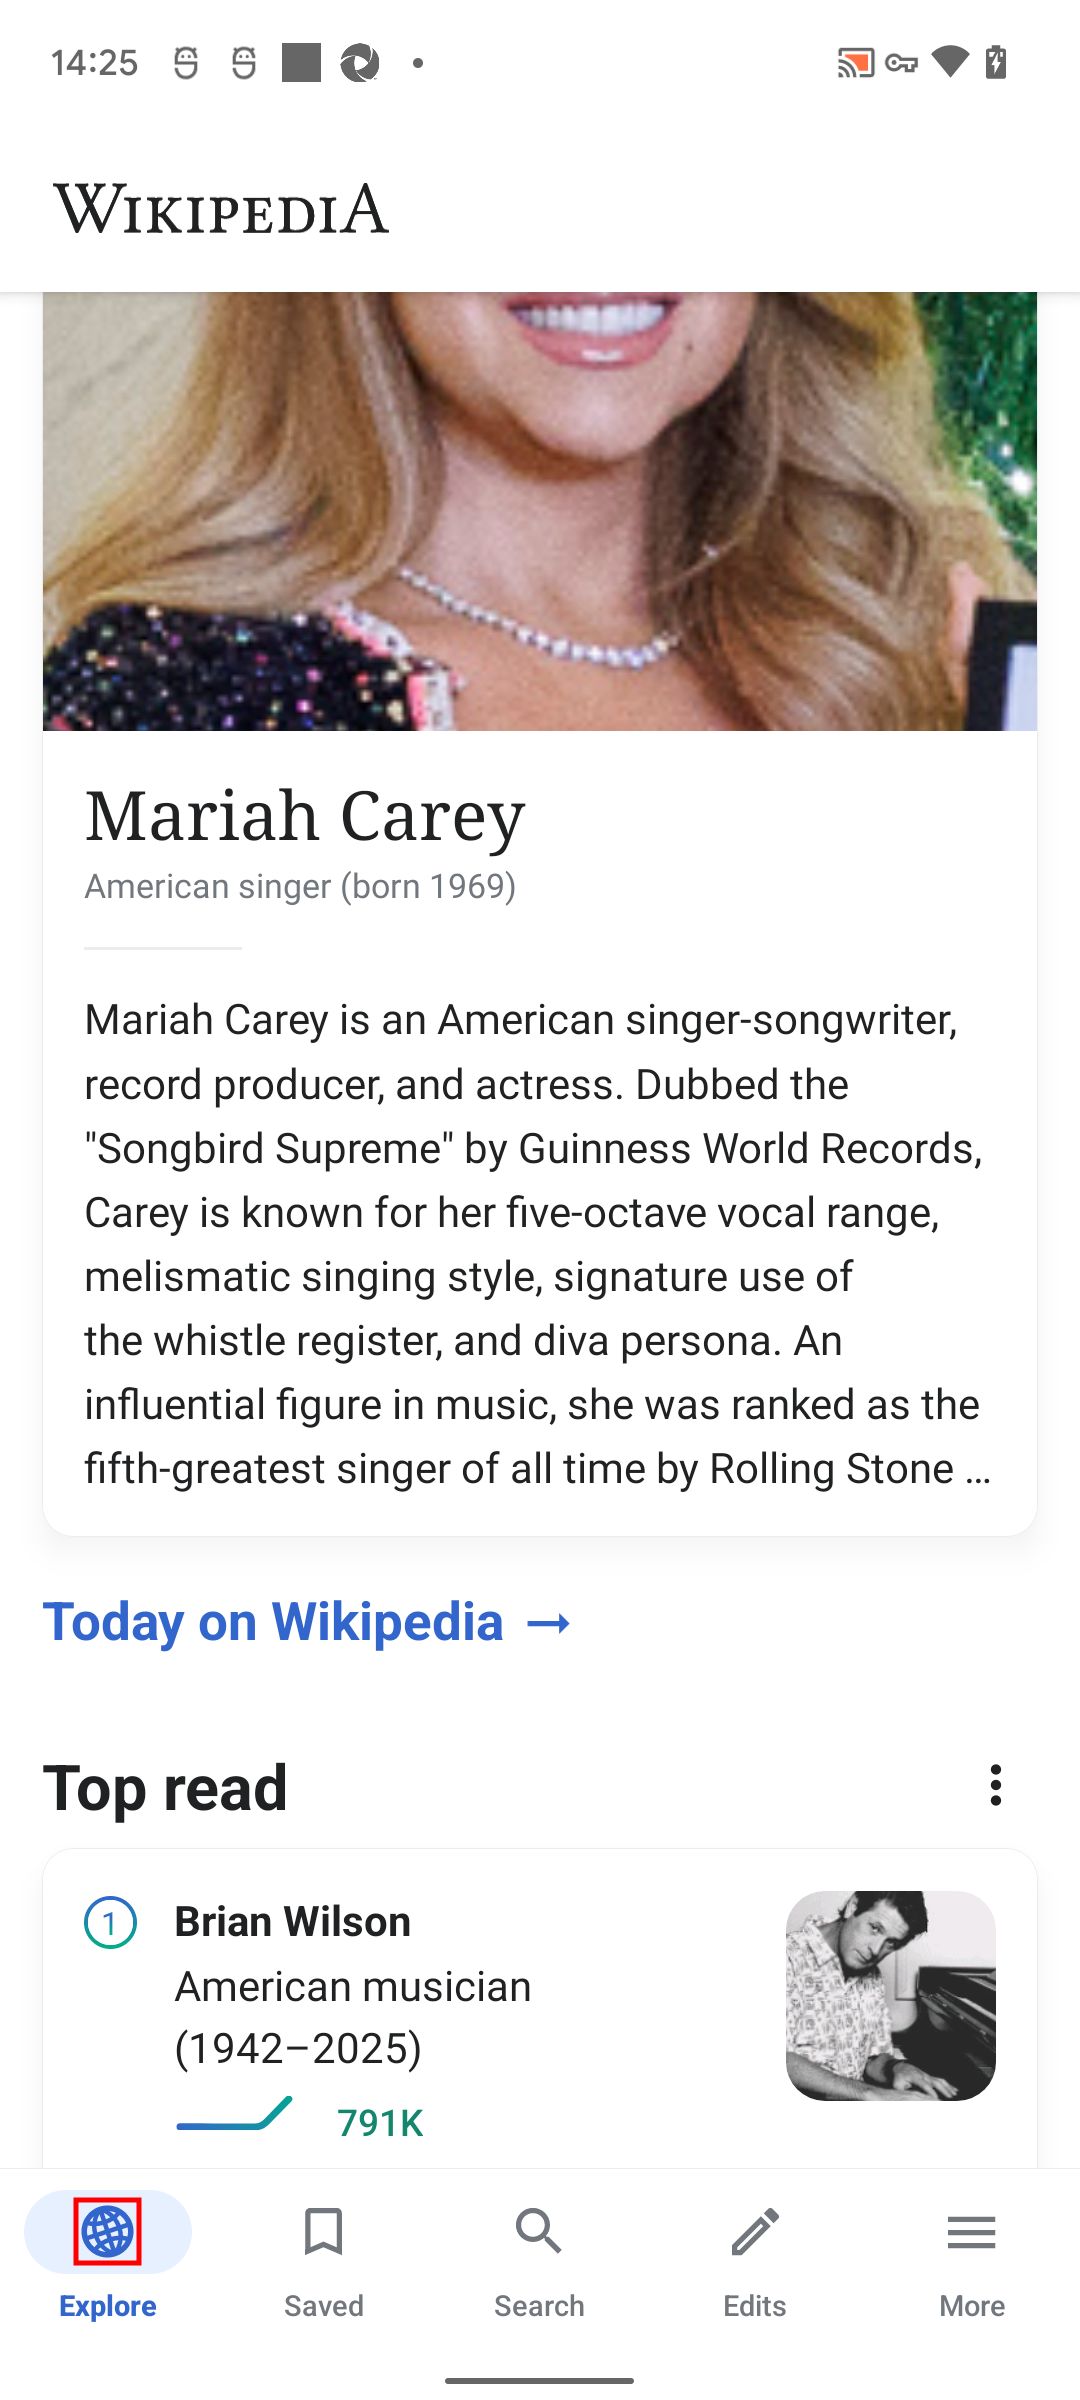 14:25
WIKIPEDIA
Mariah Carey
American singer (born 1969)
Mariah Carey is an American singer-songwriter,
record producer, and actress. Dubbed the
"Songbird Supreme" by Guinness World Records,
Carey is known for her five-octave vocal range,
melismatic singing style, signature use of
the whistle register, and diva persona. An
influential figure in music, she was ranked as the
fifth-greatest singer of all time by Rolling Stone ...
Today on Wikipedia →
Top read
1 Brian Wilson
American musician
(1942–2025)
791K
Explore Saved Search Edits More